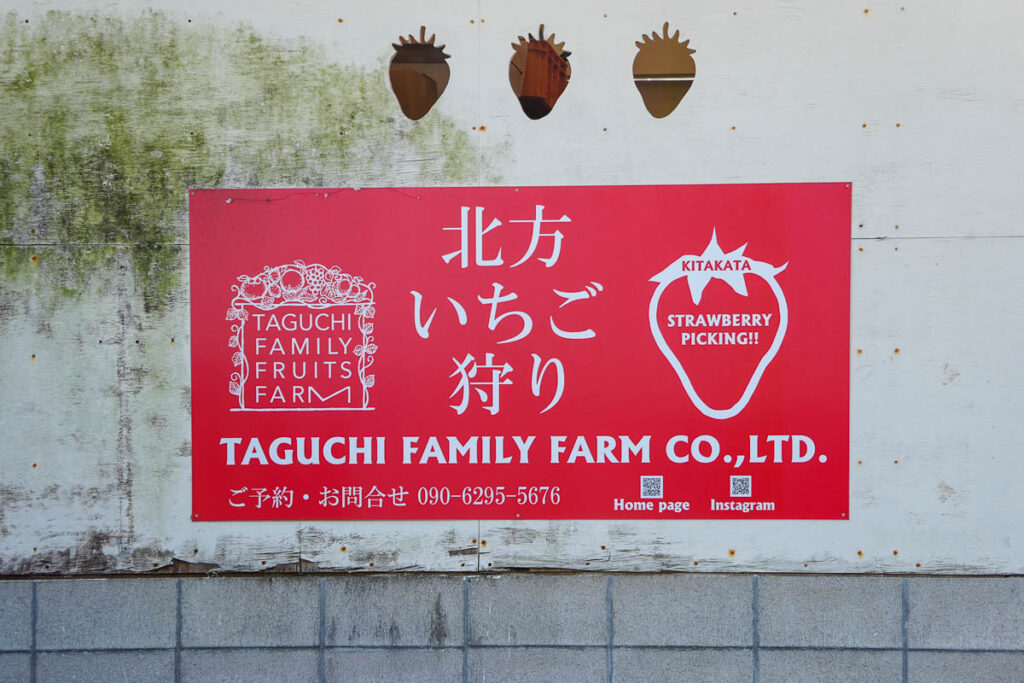 北方
いちご
狩り
TAGUCHI
FAMILY
FRUITS
FARM
KITAKATA
STRAWBERRY
PICKING!!
TAGUCHI FAMILY FARM CO.,LTD.
ご予約・お問合せ 090-6295-5676
Home page
Instagram